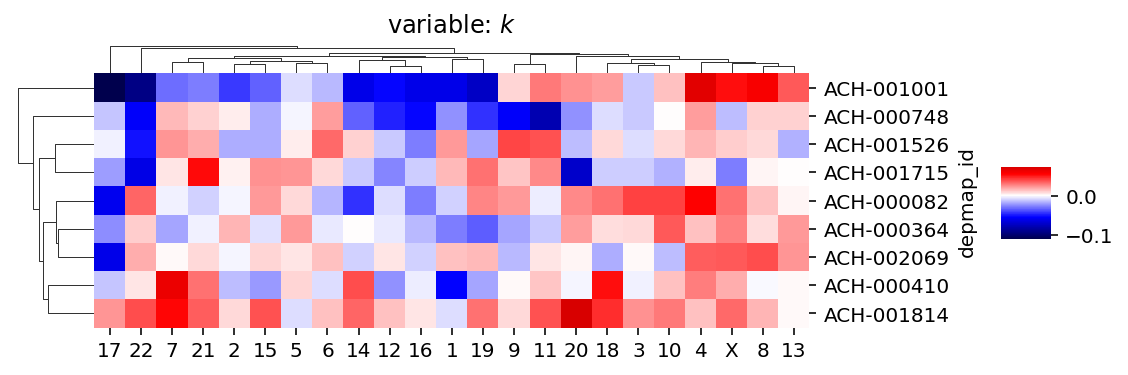 variable: k
ACH-001001
ACH-000748
ACH-001526
ACH-001715
ACH-000082
ACH-000364
ACH-002069
ACH-000410
ACH-001814
depmap_id
0.0
−0.1
17 22 7 21 2 15 5 6 14 12 16 1 19 9 11 20 18 3 10 4 X 8 13